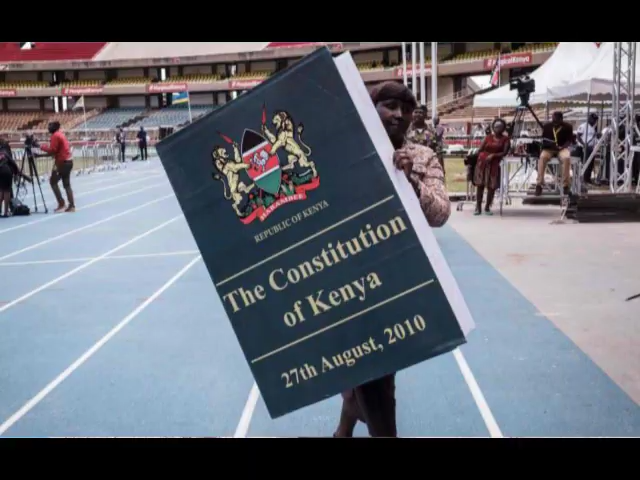 HARAMBEE
REPUBLIC OF KENYA
The Constitution
of Kenya
27th August, 2010